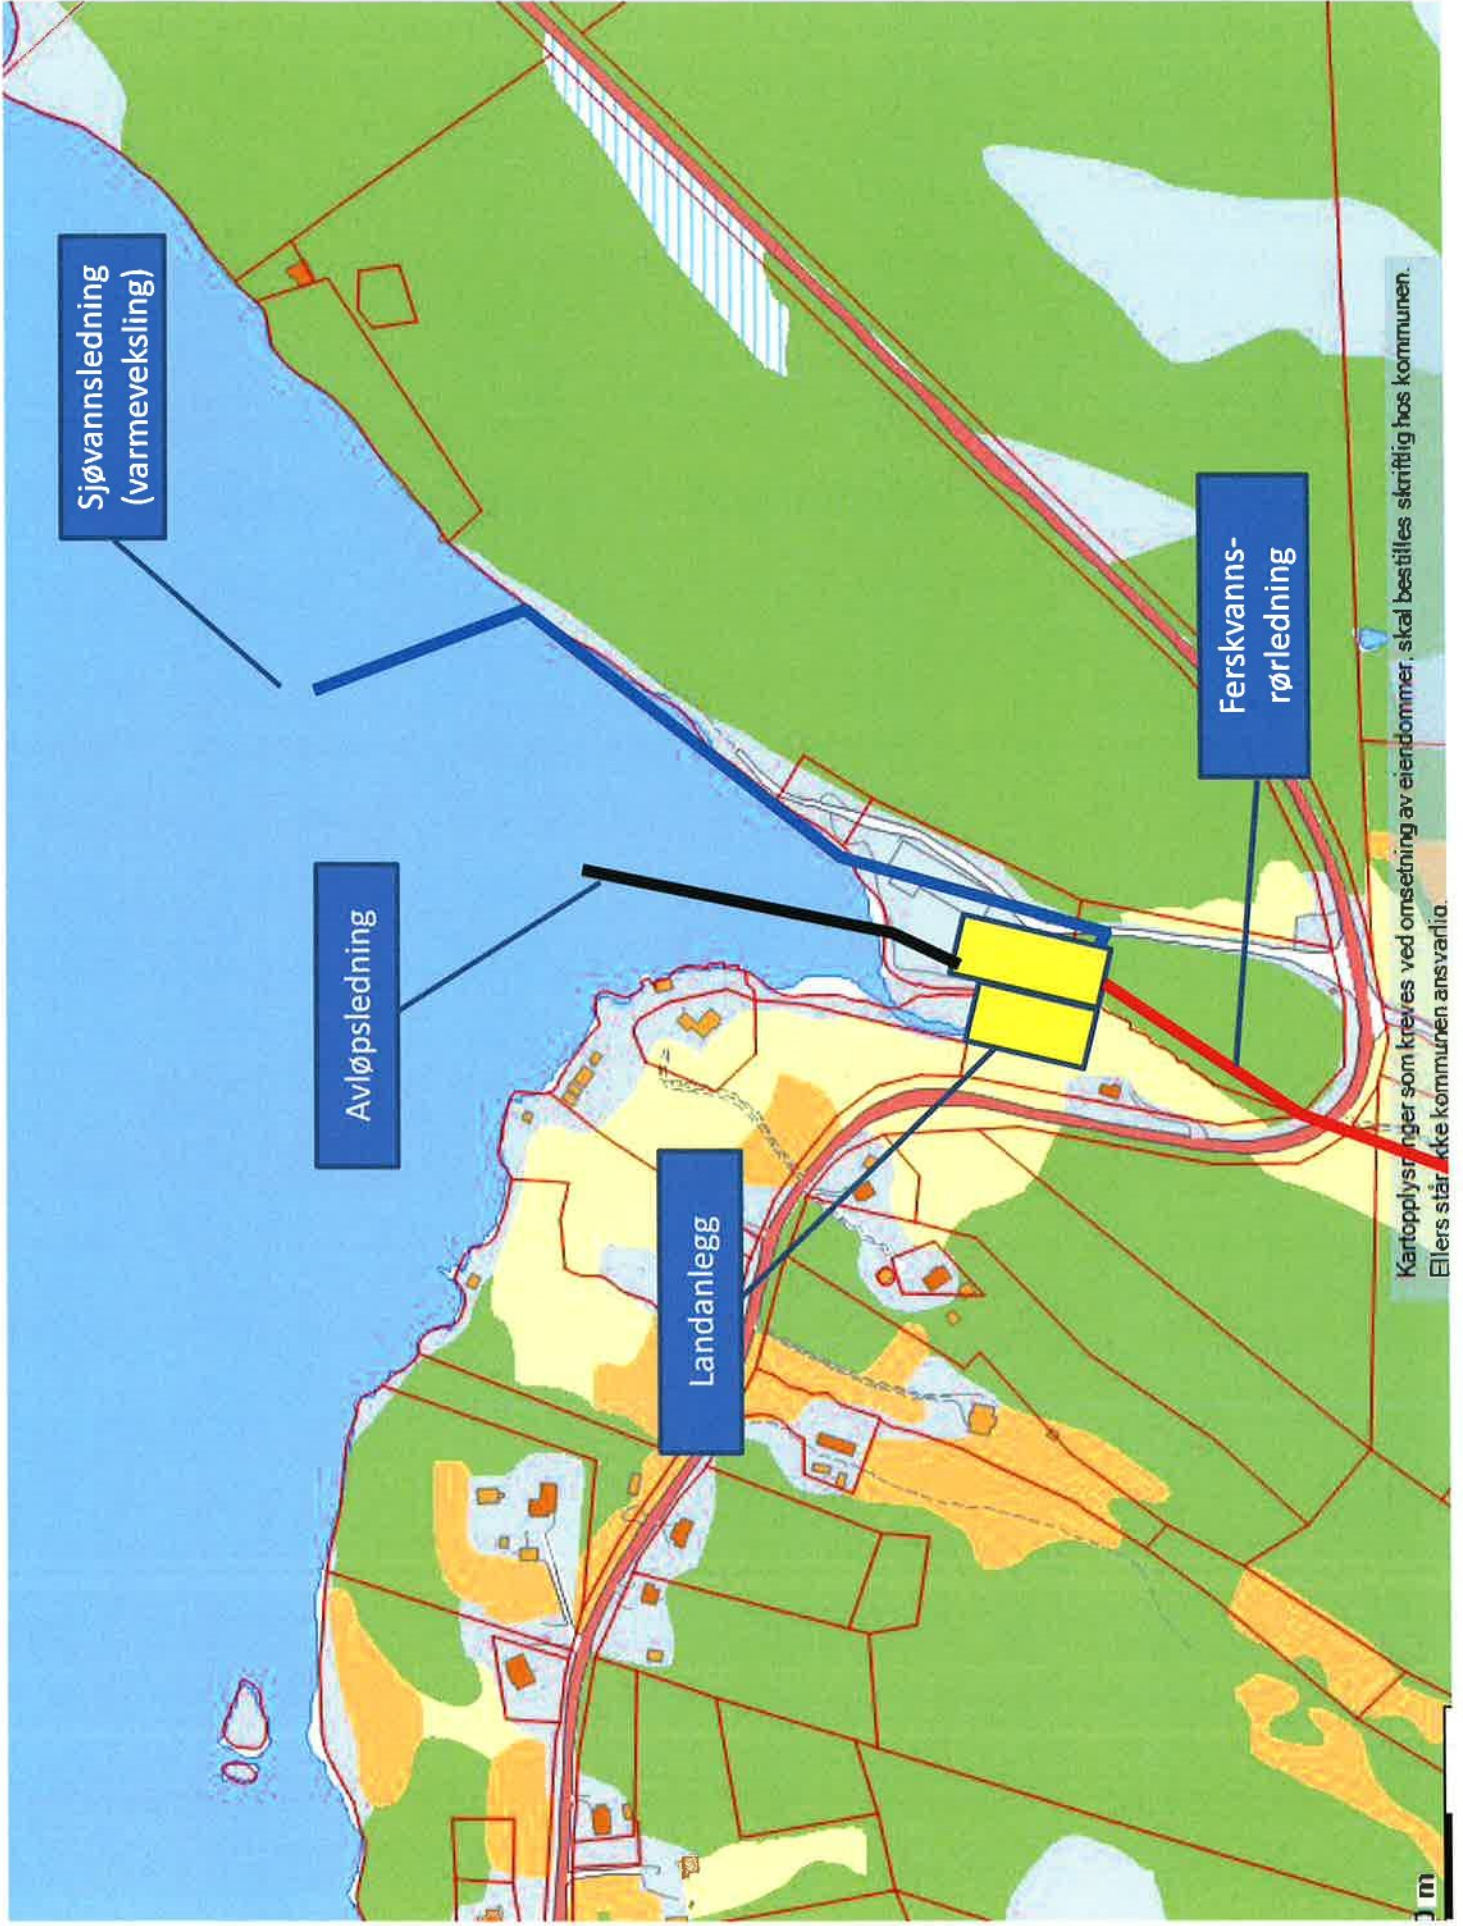 Sjøvannsledning
(varmeveksling)
Avløpsledning
Landanlegg
Ferskvanns-
rørledning
Kartopplysninger som kreves ved omsetning av eiendommer, skal bestilles skriftlig hos kommunen.
Ellers står ikke kommunen ansvarlig.
m